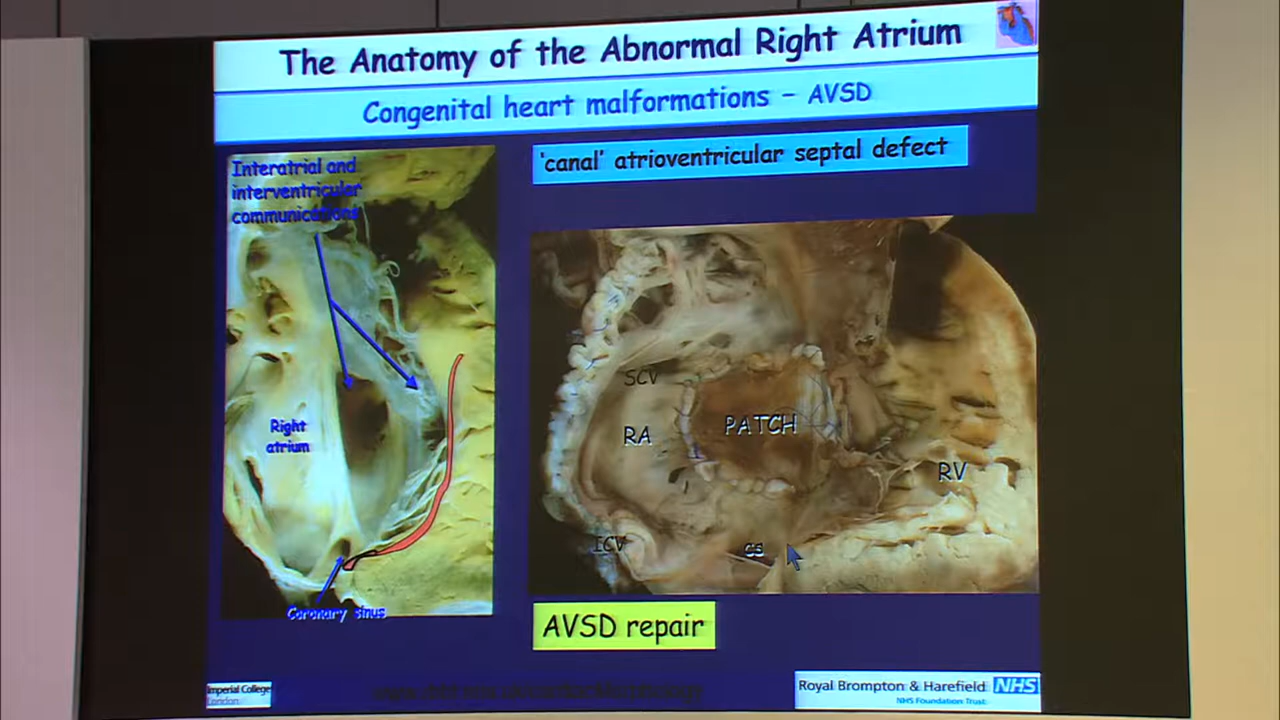 The Anatomy of the Abnormal Right Atrium
Congenital heart malformations – AVSD
Interatrial and
interventricular
communications
'canal' atrioventricular septal defect
SCV
RA
PATCH
RV
ICV
cs
Right
atrium
Coronary sinus
AVSD repair
Imperial College
London
Royal Brompton & Harefield NHS
NHS Foundation Trust